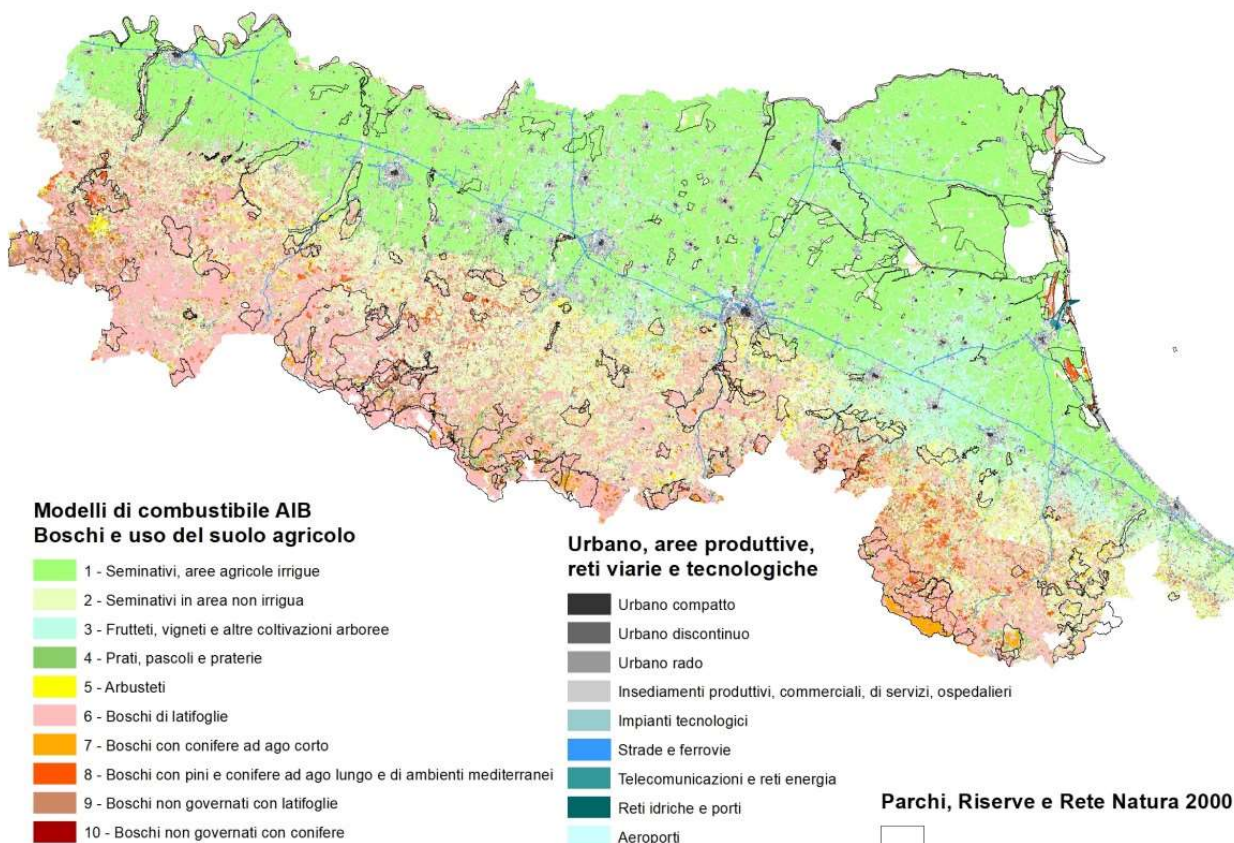 Modelli di combustibile AIB
Boschi e uso del suolo agricolo
1 - Seminativi, aree agricole irrigue
2 - Seminativi in area non irrigua
3 - Frutteti, vigneti e altre coltivazioni arboree
4 - Prati, pascoli e praterie
5 - Arbusteti
6 - Boschi di latifoglie
7 - Boschi con conifere ad ago corto
8 - Boschi con pini e conifere ad ago lungo e di ambienti mediterranei
9 - Boschi non governati con latifoglie
10 - Boschi non governati con conifere
Urbano, aree produttive,
reti viarie e tecnologiche
Urbano compatto
Urbano discontinuo
Urbano rado
Insediamenti produttivi, commerciali, di servizi, ospedalieri
Impianti tecnologici
Strade e ferrovie
Telecomunicazioni e reti energia
Reti idriche e porti
Aeroporti
Parchi, Riserve e Rete Natura 2000